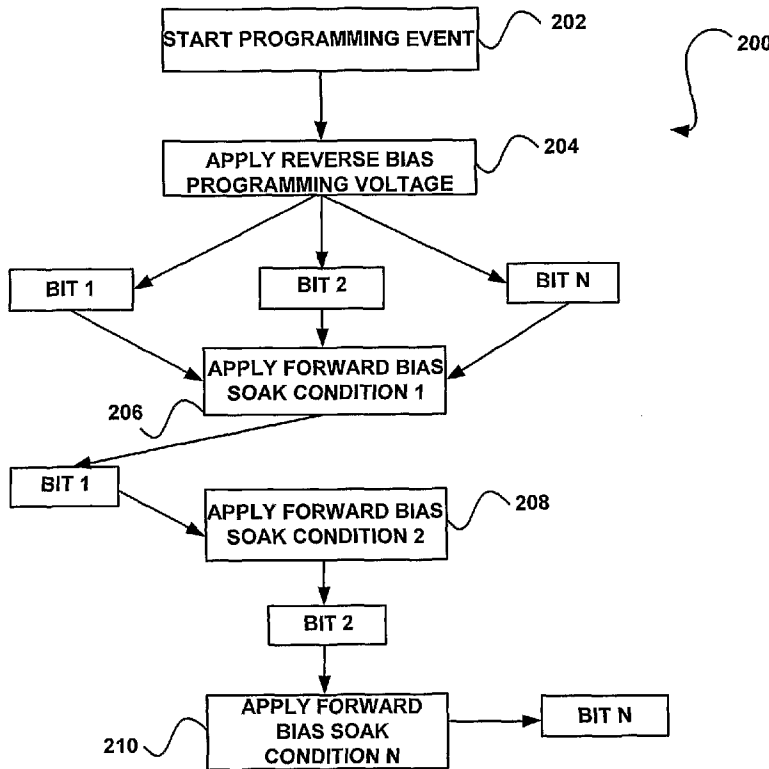 START PROGRAMMING EVENT
202
200
APPLY REVERSE BIAS
PROGRAMMING VOLTAGE
204
BIT 1
BIT 2
BIT N
APPLY FORWARD BIAS
SOAK CONDITION 1
206
BIT 1
APPLY FORWARD BIAS
SOAK CONDITION 2
208
BIT 2
APPLY FORWARD
BIAS SOAK
CONDITION N
210
BIT N